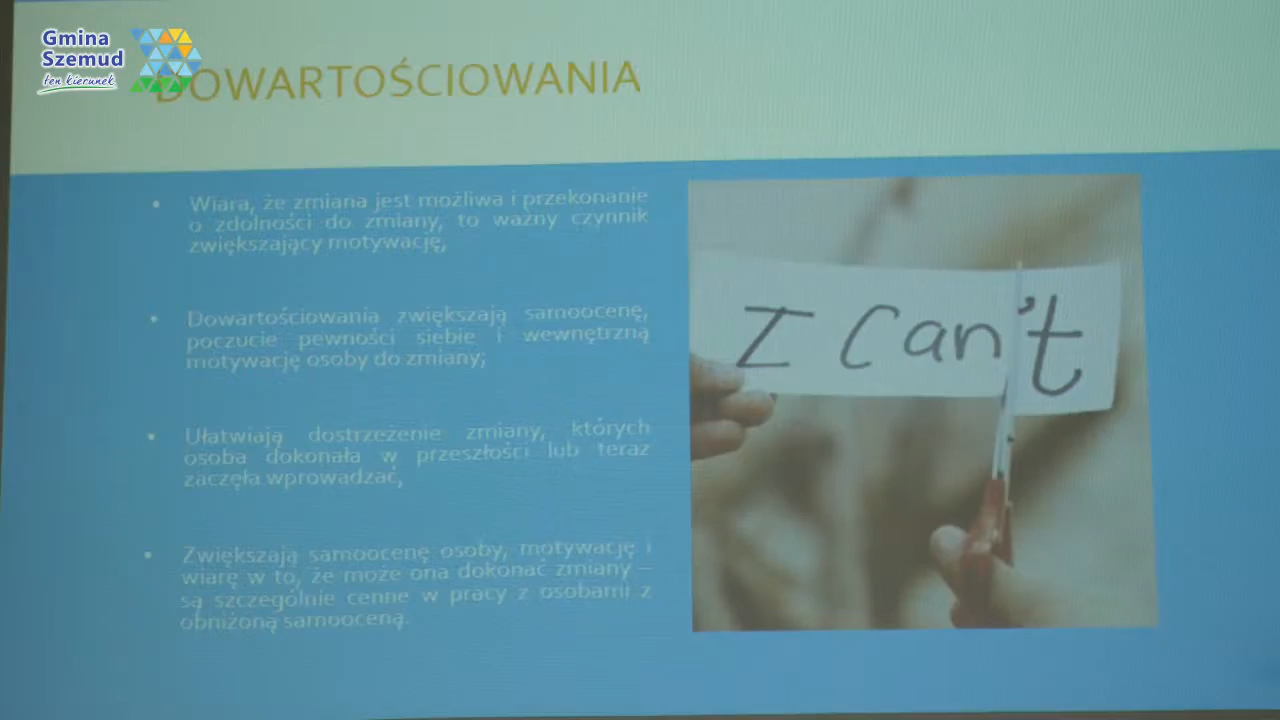 Gmina
Szemud
ten kierunek
DOWARTOŚCIOWANIA
• Wiara, że zmiana jest możliwa i przekonanie
o zdolności do zmiany, to ważny czynnik
zwiększający motywację,
• Dowartościowania zwiększają samoocenę,
poczucie pewności siebie i wewnętrzną
motywację osoby do zmiany;
• Ułatwiają dostrzeżenie zmiany, których
osoba dokonała w przeszłości lub teraz
zaczęła wprowadzać,
• Zwiększają samoocenę osoby, motywację i
wiarę w to, że może ona dokonać zmiany –
są szczególnie cenne w pracy z osobami z
obniżoną samooceną.
I Can't